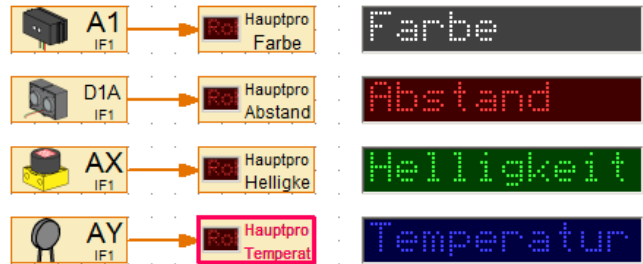 A1
IF1
Rob
Hauptpro
Farbe
Farbe
D1A
IF1
Hauptpro
Abstand
Abstand
AX
IF1
Hauptpro
Helligke
Helligkeit
AY
IF1
Hauptpro
Temperat
Temperatur